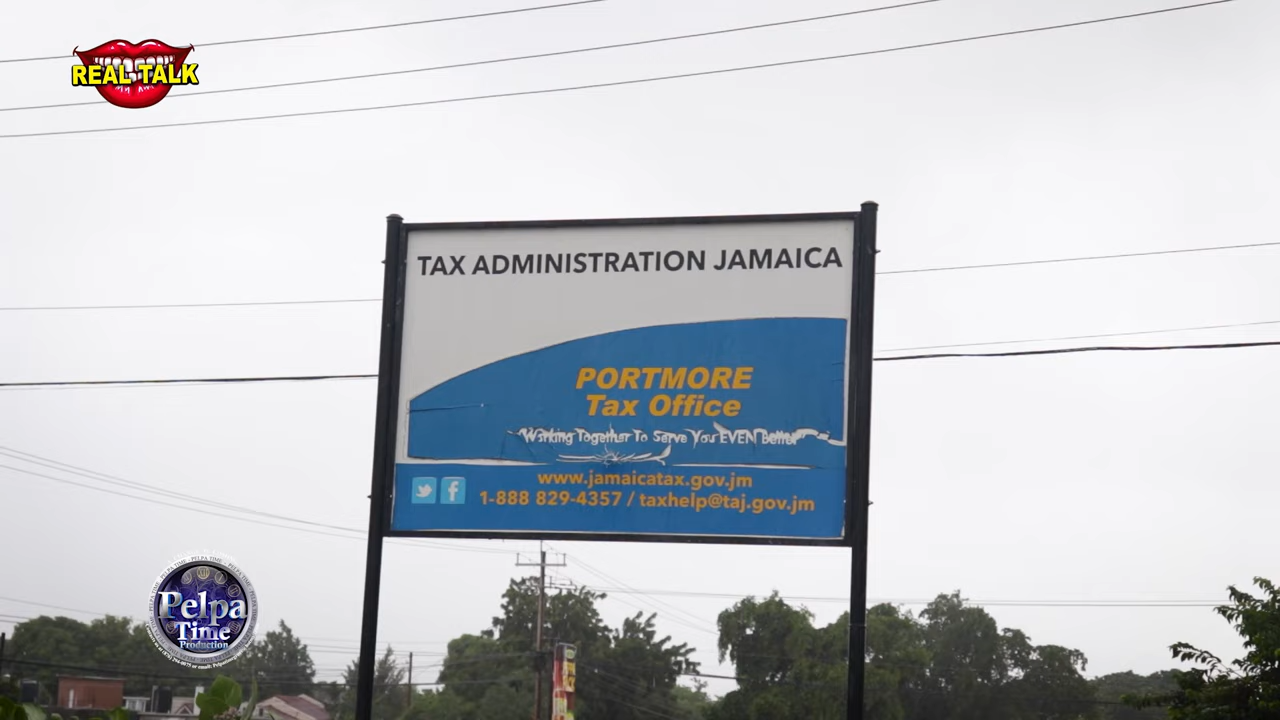 REAL TALK
TAX ADMINISTRATION JAMAICA
PORTMORE
Tax Office
Working Together To Serve You EVEN Better
www.jamaicatax.gov.jm
1-888 829-4357 / taxhelp@taj.gov.jm
Pelpa
Time
Production